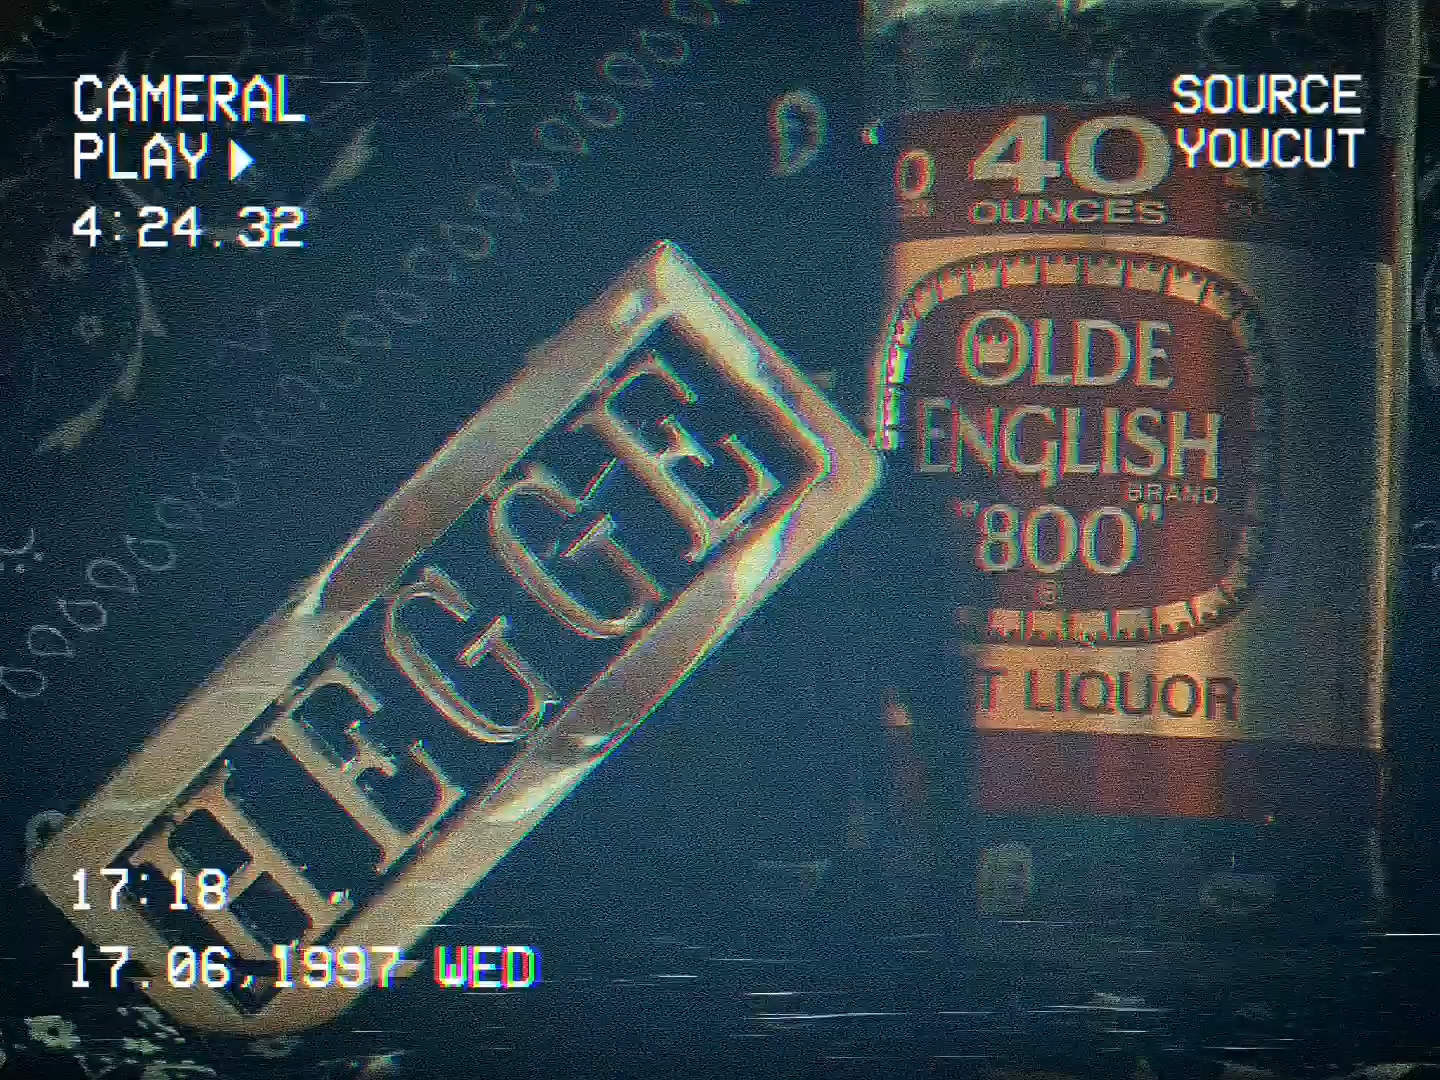 CAMERAL
PLAY
4:24.32
SOURCE
YOUCUT
40
OUNCES
OLDE
ENGLISH
BRAND
"800"
®
T LIQUOR
HEGGE
17:18
17.06,1997 WED